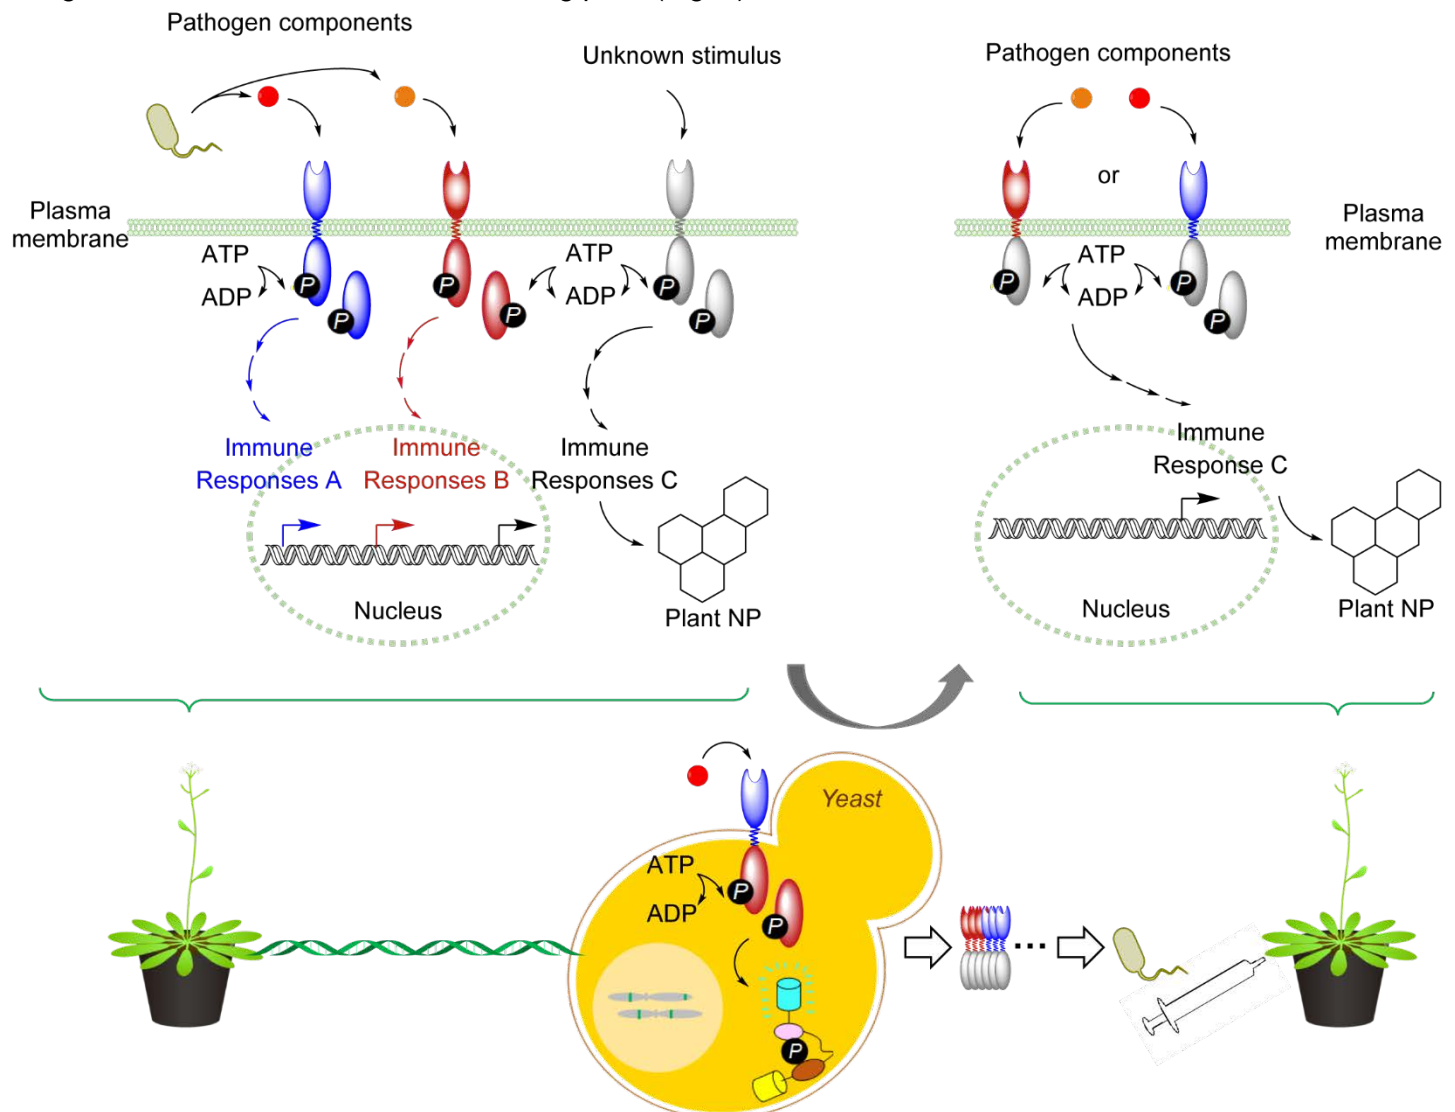 Pathogen components
Unknown stimulus
Pathogen components
or
Plasma
membrane
Plasma
membrane
ATP
ADP
P
P
P
P
ATP
ADP
P
P
P
ATP
ADP
P
P
Immune
Responses A
Immune
Responses B
Immune
Responses C
Immune
Response C
Nucleus
Plant NP
Nucleus
Plant NP
Yeast
ATP
ADP
P
P
P